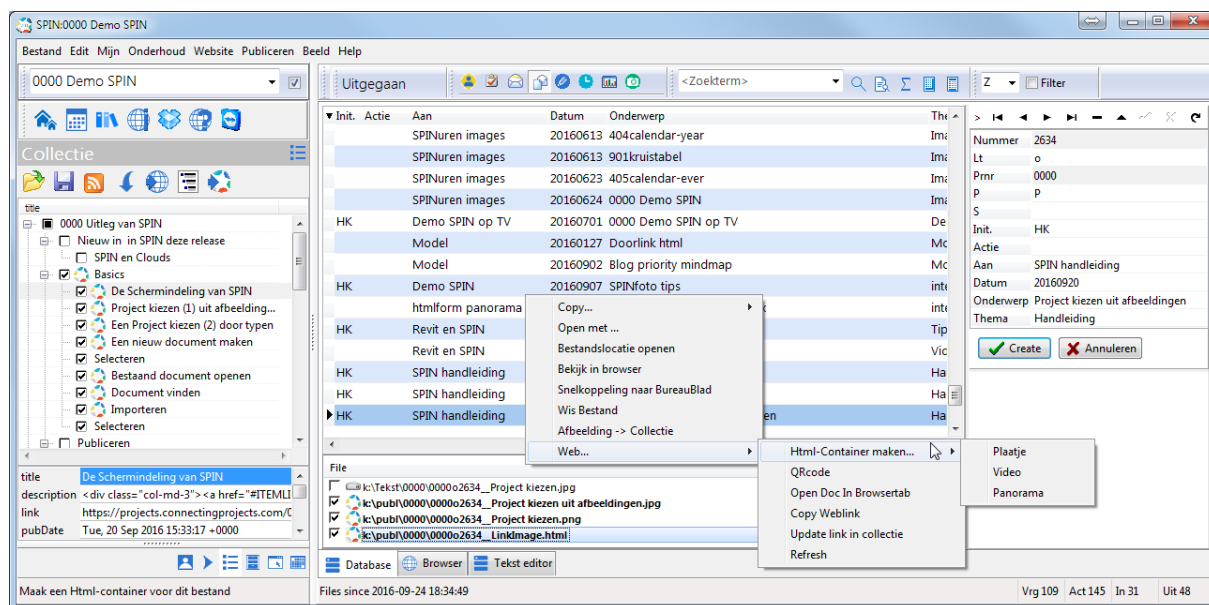 SPIN:0000 Demo SPIN
Bestand Edit Mijn Onderhoud Website Publiceren Beeld Help
0000 Demo SPIN
Uitgegaan
<Zoekterm>
Z
Filter
Collectie
title
0000 Uitleg van SPIN
Nieuw in in SPIN deze release
SPIN en Clouds
Basics
De Schermindeling van SPIN
Project kiezen (1) uit afbeelding...
Een Project kiezen (2) door typen
Een nieuw document maken
Selecteren
Bestaand document openen
Document vinden
Importeren
Selecteren
Publiceren
title De Schermindeling van SPIN
description <div class="col-md-3"><a href="#ITEMLI
link https://projects.connectingprojects.com/
pubDate Tue, 20 Sep 2016 15:33:17 +0000
Init. Actie Aan Datum Onderwerp
SPINuren images 20160613 404calendar-year Ima
SPINuren images 20160613 901kruistabel Ima
SPINuren images 20160623 405calendar-ever Ima
SPINuren images 20160624 0000 Demo SPIN Ima
HK Demo SPIN op TV 20160701 0000 Demo SPIN op TV De
Model 20160127 Doorlink html Mo
Model 20160902 Blog priority mindmap Mo
HK Demo SPIN 20160907 SPINfoto tips inte
htmlform panorama inte
HK Revit en SPIN Tip
Revit en SPIN Vic
HK SPIN handleiding Ha
HK SPIN handleiding Ha
HK SPIN handleiding en Ha
Copy...
Open met ...
Bestandslocatie openen
Bekijk in browser
Snelkoppeling naar BureauBlad
Wis Bestand
Afbeelding -> Collectie
Web...
Html-Container maken...
QRcode
Open Doc In Browsertab
Copy Weblink
Update link in collectie
Refresh
Plaatje
Video
Panorama
File
k:\Tekst\0000\0000o2634__Project kiezen.jpg
k:\publ\0000\0000o2634__Project kiezen uit afbeeldingen.jpg
k:\publ\0000\0000o2634__Project kiezen.png
k:\publ\0000\0000o2634__LinkImage.html
Database Browser Tekst editor
Nummer 2634
Lt o
Prnr 0000
P P
S
Init. HK
Actie
Aan SPIN handleiding
Datum 20160920
Onderwerp Project kiezen uit afbeeldingen
Thema Handleiding
Create Annuleren
Maak een Html-container voor dit bestand
Files since 2016-09-24 18:34:49
Vrg 109 Act 145 In 31 Uit 48